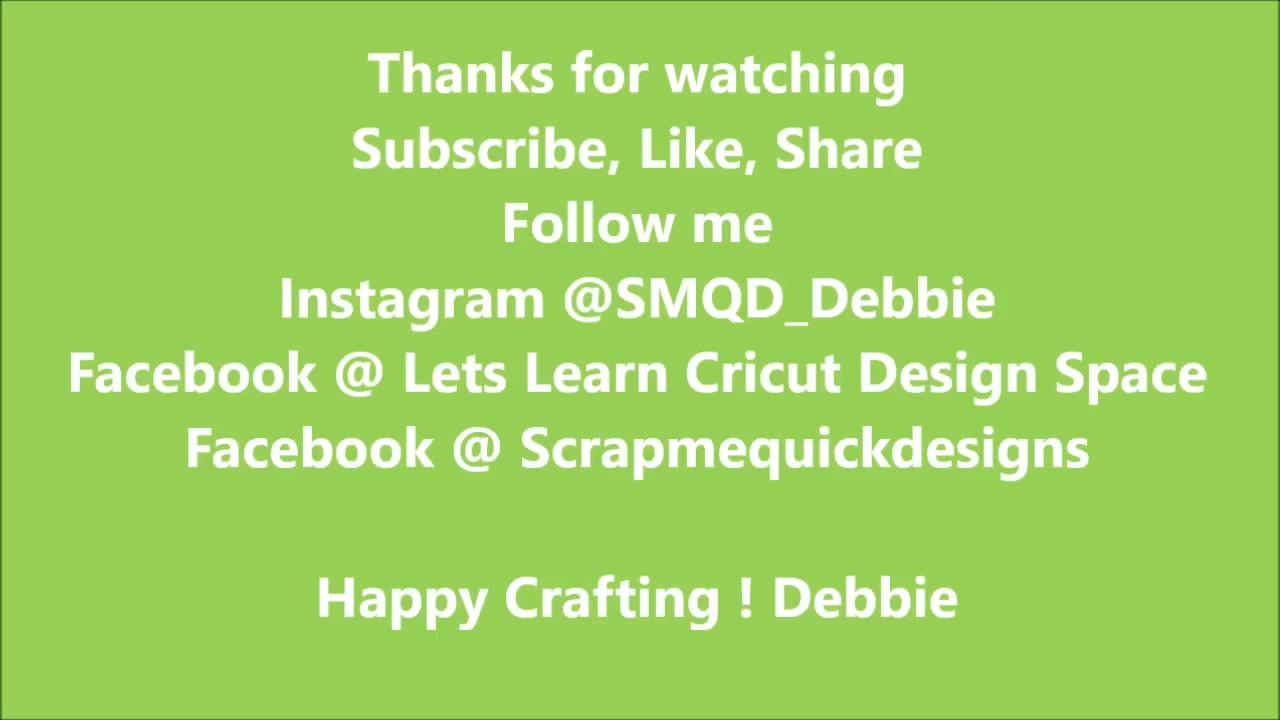 Thanks for watching
Subscribe, Like, Share
Follow me
Instagram @SMQD_Debbie
Facebook @ Lets Learn Cricut Design Space
Facebook @ Scrapmequickdesigns
Happy Crafting ! Debbie